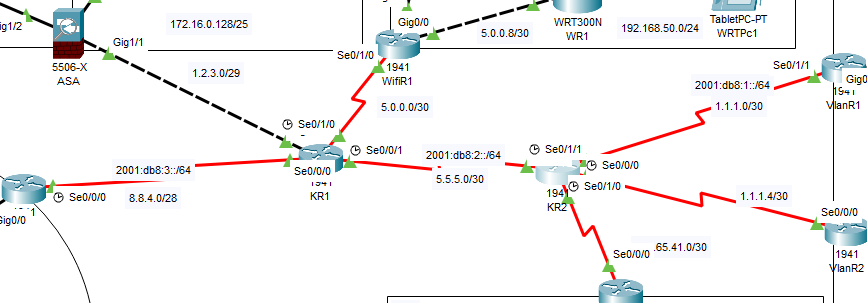 ig1/2
Gig1/1
5506-X
ASA
172.16.0.128/25
1.2.3.0/29
Gig0/0
Se0/1/0
1941
WifiR1
5.0.0.8/30
WRT300N
WR1
192.168.50.0/24
TabletPC-PT
WRTPc1
5.0.0.0/30
Se0/1/0
Se0/0/1
Se0/0/0
1941
KR1
2001:db8:3::/64
8.8.4.0/28
Se0/0/0
Gig0/0
2001:db8:2::/64
5.5.5.0/30
Se0/1/1
Se0/0/0
Se0/1/0
1941
KR2
2001:db8:1::/64
1.1.1.0/30
Se0/1/1
Gig0
1941
VlanR1
1.1.1.4/30
Se0/0/0
1941
VlanR2
Se0/0/0
.65.41.0/30